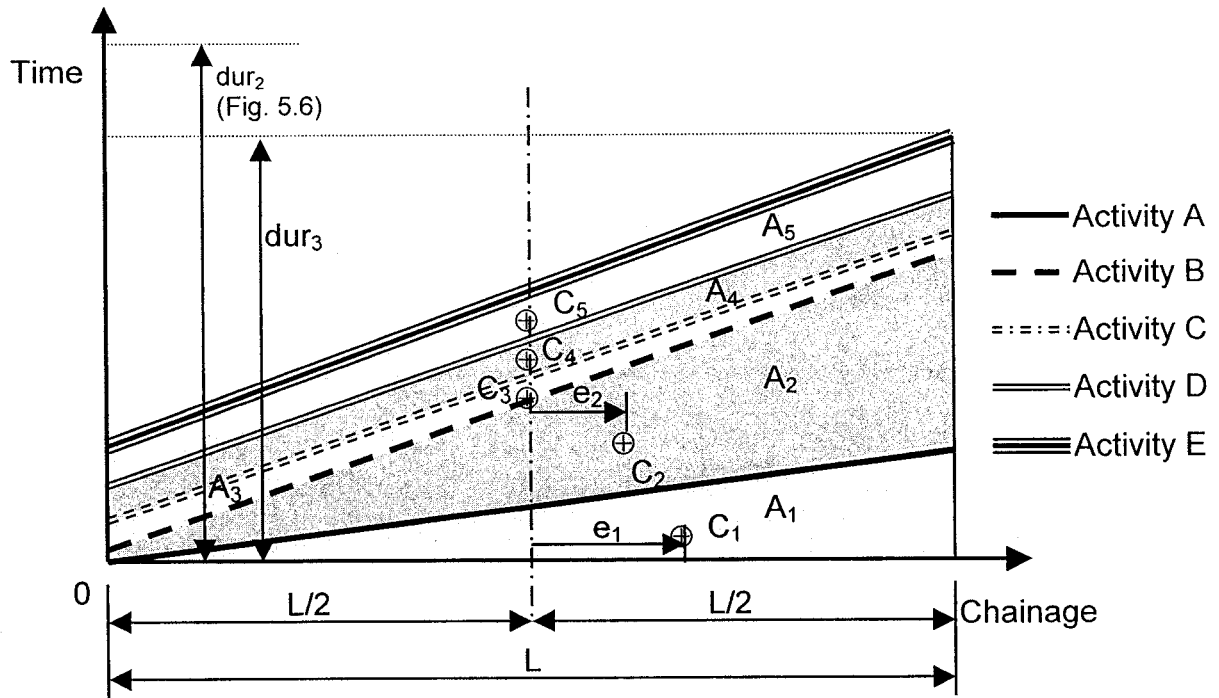 Time
dur₂
(Fig. 5.6)
dur₃
A₅
A₄
C₅
C₄
C₃
e₂
A₂
C₂
A₃
A₁
e₁
C₁
Activity A
Activity B
Activity C
Activity D
Activity E
0
L/2
L/2
Chainage
L